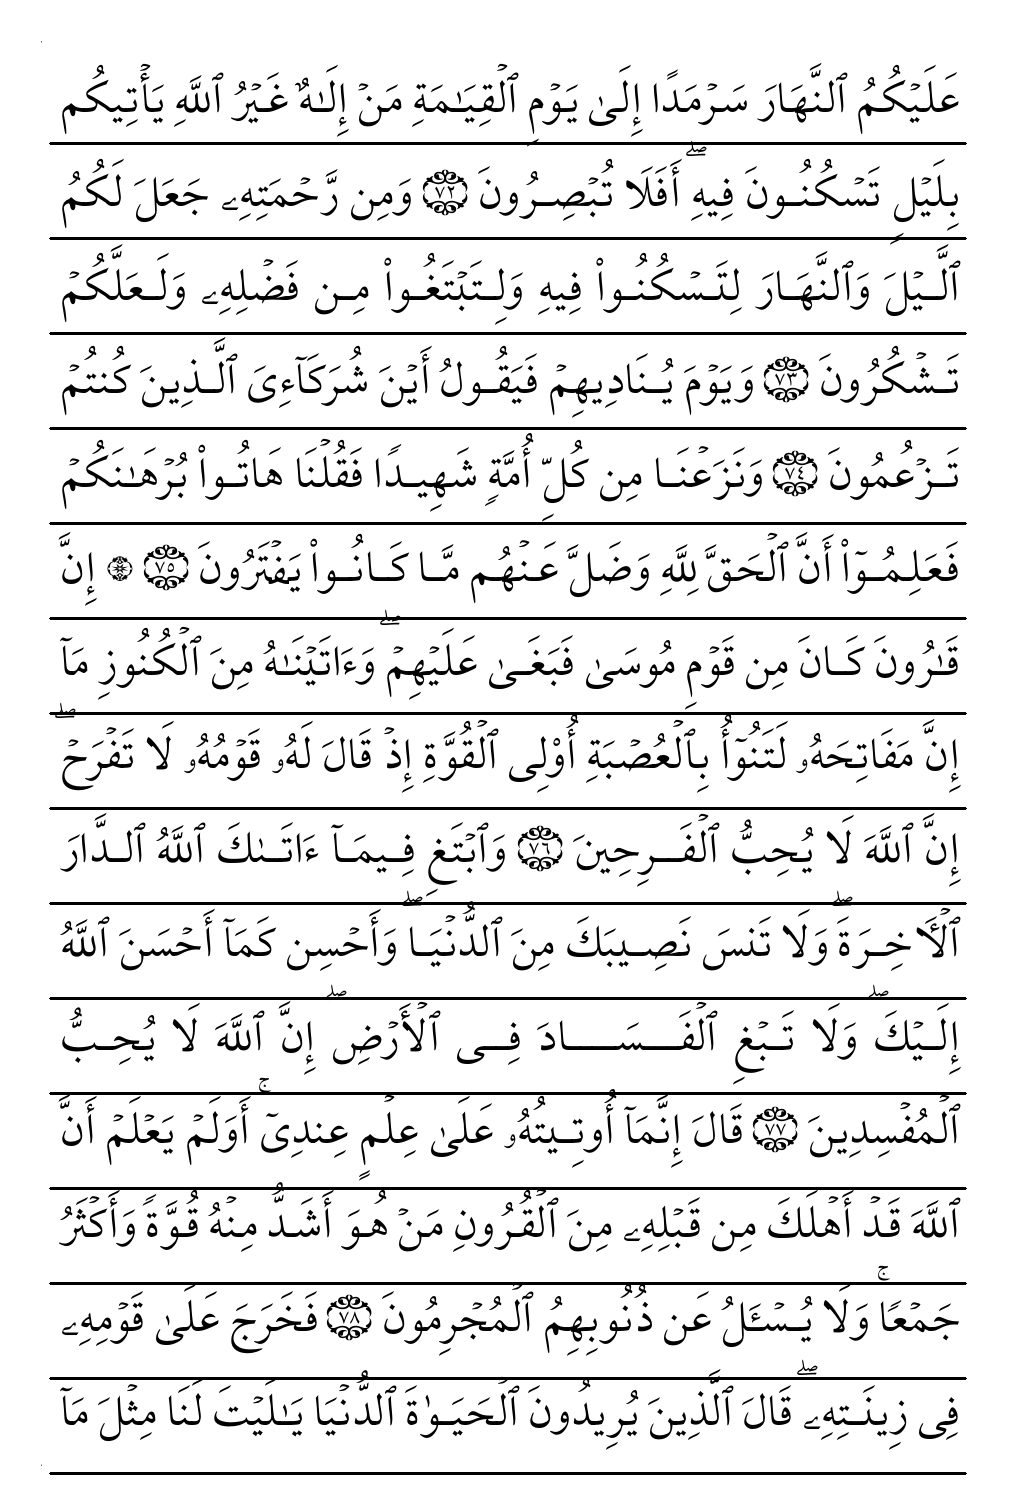 عَلَيۡكُمُ ٱلنَّهَارَ سَرۡمَدًا إِلَىٰ يَوۡمِ ٱلۡقِيَٰمَةِ مَنۡ إِلَٰهٌ غَيۡرُ ٱللَّهِ يَأۡتِيكُم
بِلَيۡلٖ تَسۡكُنُونَ فِيهِۖ أَفَلَا تُبۡصِرُونَ ٧٢ وَمِن رَّحۡمَتِهِۦ جَعَلَ لَكُمُ
ٱلَّيۡلَ وَٱلنَّهَارَ لِتَسۡكُنُواْ فِيهِ وَلِتَبۡتَغُواْ مِن فَضۡلِهِۦ وَلَعَلَّكُمۡ
تَشۡكُرُونَ ٧٣ وَيَوۡمَ يُنَادِيهِمۡ فَيَقُولُ أَيۡنَ شُرَكَآءِيَ ٱلَّذِينَ كُنتُمۡ
تَزۡعُمُونَ ٧٤ وَنَزَعۡنَا مِن كُلِّ أُمَّةٖ شَهِيدٗا فَقُلۡنَا هَاتُواْ بُرۡهَٰنَكُمۡ
فَعَلِمُوٓاْ أَنَّ ٱلۡحَقَّ لِلَّهِ وَضَلَّ عَنۡهُم مَّا كَانُواْ يَفۡتَرُونَ ٧٥ ۞ إِنَّ
قَٰرُونَ كَانَ مِن قَوۡمِ مُوسَىٰ فَبَغَىٰ عَلَيۡهِمۡۖ وَءَاتَيۡنَٰهُ مِنَ ٱلۡكُنُوزِ مَآ
إِنَّ مَفَاتِحَهُۥ لَتَنُوٓأُ بِٱلۡعُصۡبَةِ أُوْلِي ٱلۡقُوَّةِ إِذۡ قَالَ لَهُۥ قَوۡمُهُۥ لَا تَفۡرَحۡۖ
إِنَّ ٱللَّهَ لَا يُحِبُّ ٱلۡفَرِحِينَ ٧٦ وَٱبۡتَغِ فِيمَآ ءَاتَىٰكَ ٱللَّهُ ٱلدَّارَ
ٱلۡأٓخِرَةَۖ وَلَا تَنسَ نَصِيبَكَ مِنَ ٱلدُّنۡيَاۖ وَأَحۡسِن كَمَآ أَحۡسَنَ ٱللَّهُ
إِلَيۡكَۖ وَلَا تَبۡغِ ٱلۡفَسَادَ فِي ٱلۡأَرۡضِۖ إِنَّ ٱللَّهَ لَا يُحِبُّ
ٱلۡمُفۡسِدِينَ ٧٧ قَالَ إِنَّمَآ أُوتِيتُهُۥ عَلَىٰ عِلۡمٍ عِندِيٓۚ أَوَلَمۡ يَعۡلَمۡ أَنَّ
ٱللَّهَ قَدۡ أَهۡلَكَ مِن قَبۡلِهِۦ مِنَ ٱلۡقُرُونِ مَنۡ هُوَ أَشَدُّ مِنۡهُ قُوَّةٗ وَأَكۡثَرُ
جَمۡعٗاۚ وَلَا يُسۡـَٔلُ عَن ذُنُوبِهِمُ ٱلۡمُجۡرِمُونَ ٧٨ فَخَرَجَ عَلَىٰ قَوۡمِهِۦ
فِي زِينَتِهِۦۖ قَالَ ٱلَّذِينَ يُرِيدُونَ ٱلۡحَيَوٰةَ ٱلدُّنۡيَا يَٰلَيۡتَ لَنَا مِثۡلَ مَآ